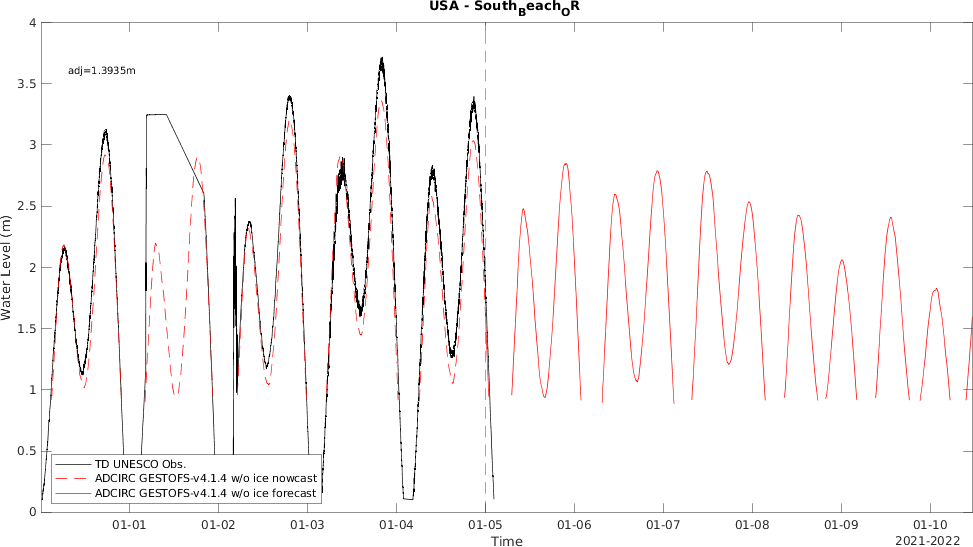 USA - SouthBeachOR
4
3.5
3
2.5
2
1.5
1
0.5
0
Water Level (m)
adj=1.3935m
TD UNESCO Obs.
ADCIRC GESTOFS-v4.1.4 w/o ice nowcast
ADCIRC GESTOFS-v4.1.4 w/o ice forecast
01-01 01-02 01-03 01-04 01-05 01-06 01-07 01-08 01-09 01-10
Time
2021-2022